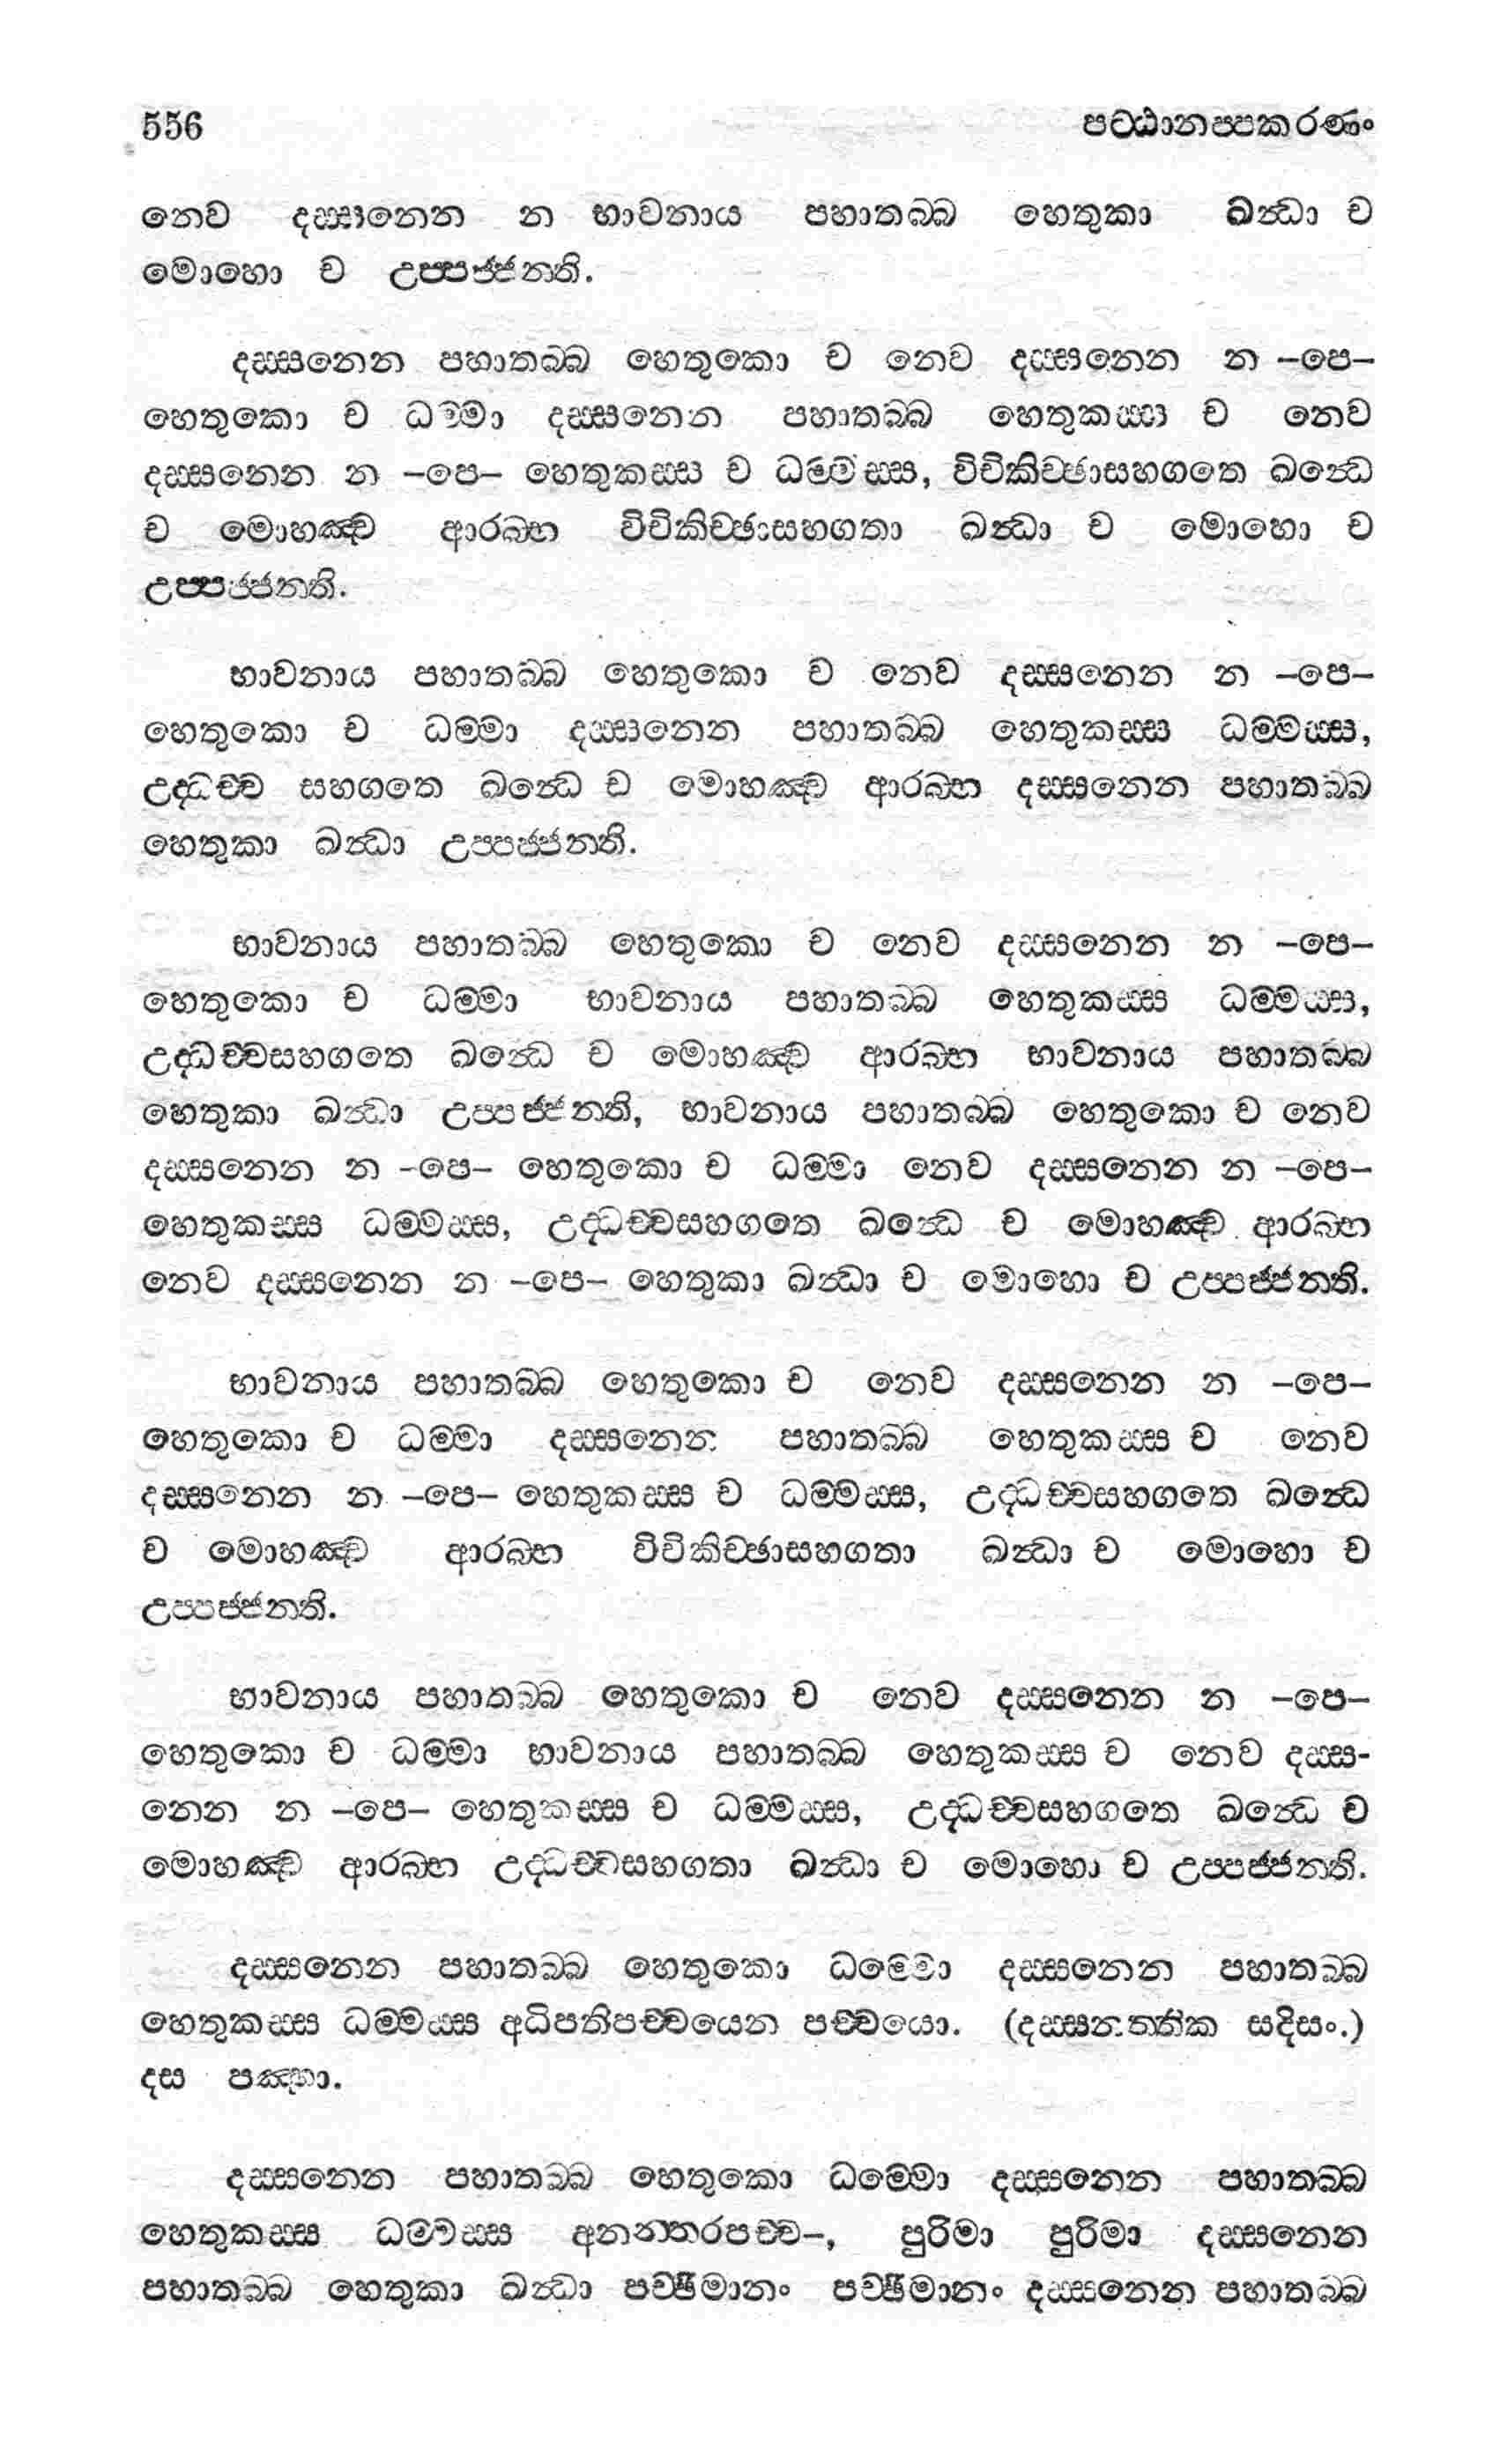 556 පට්ඨානප්පකරණං
නෙව දස්සනෙන න භාවනාය පහාතබ්බ හෙතුකා ඛන්ධා ච
මොහො ච උප්පජ්ජන්ති.
දස්සනෙන පහාතබ්බ හෙතුකො ච නෙව දස්සනෙන න –පෙ–
හෙතුකො ච ධම්මා දස්සනෙන පහාතබ්බ හෙතුකස්ස ච නෙව
දස්සනෙන න –පෙ– හෙතුකස්ස ච ධම්මස්ස, විචිකිච්ඡාසහගතෙ ඛන්ධෙ
ච මොහඤ්ච ආරබ්භ විචිකිච්ඡාසහගතා ඛන්ධා ච මොහො ච
උප්පජ්ජන්ති.
භාවනාය පහාතබ්බ හෙතුකො ච නෙව දස්සනෙන න –පෙ–
හෙතුකො ච ධම්මා දස්සනෙන පහාතබ්බ හෙතුකස්ස ධම්මස්ස,
උද්ධච්ච සහගතෙ ඛන්ධෙ ච මොහඤ්ච ආරබ්භ දස්සනෙන පහාතබ්බ
හෙතුකා ඛන්ධා උප්පජ්ජන්ති.
භාවනාය පහාතබ්බ හෙතුකො ච නෙව දස්සනෙන න –පෙ–
හෙතුකො ච ධම්මා භාවනාය පහාතබ්බ හෙතුකස්ස ධම්මස්ස,
උද්ධච්චසහගතෙ ඛන්ධෙ ච මොහඤ්ච ආරබ්භ භාවනාය පහාතබ්බ
හෙතුකා ඛන්ධා උප්පජ්ජන්ති, භාවනාය පහාතබ්බ හෙතුකො ච නෙව
දස්සනෙන න –පෙ– හෙතුකො ච ධම්මා නෙව දස්සනෙන න –පෙ–
හෙතුකස්ස ධම්මස්ස, උද්ධච්චසහගතෙ ඛන්ධෙ ච මොහඤ්ච ආරබ්භ
නෙව දස්සනෙන න –පෙ– හෙතුකා ඛන්ධා ච මොහො ච උප්පජ්ජන්ති.
භාවනාය පහාතබ්බ හෙතුකො ච නෙව දස්සනෙන න –පෙ–
හෙතුකො ච ධම්මා දස්සනෙන පහාතබ්බ හෙතුකස්ස ච නෙව
දස්සනෙන න –පෙ– හෙතුකස්ස ච ධම්මස්ස, උද්ධච්චසහගතෙ ඛන්ධෙ
ච මොහඤ්ච ආරබ්භ විචිකිච්ඡාසහගතා ඛන්ධා ච මොහො ච
උප්පජ්ජන්ති.
භාවනාය පහාතබ්බ හෙතුකො ච නෙව දස්සනෙන න –පෙ–
හෙතුකො ච ධම්මා භාවනාය පහාතබ්බ හෙතුකස්ස ච නෙව දස්ස-
නෙන න –පෙ– හෙතුකස්ස ච ධම්මස්ස, උද්ධච්චසහගතෙ ඛන්ධෙ ච
මොහඤ්ච ආරබ්භ උද්ධච්චසහගතා ඛන්ධා ච මොහො ච උප්පජ්ජන්ති.
දස්සනෙන පහාතබ්බ හෙතුකො ධම්මො දස්සනෙන පහාතබ්බ
හෙතුකස්ස ධම්මස්ස අධිපතිපච්චයෙන පච්චයො. (දස්සනත්තික සදිසං.)
දස පඤ්හා.
දස්සනෙන පහාතබ්බ හෙතුකො ධම්මො දස්සනෙන පහාතබ්බ
හෙතුකස්ස ධම්මස්ස අනන්තරපච්ච–, පුරිමා පුරිමා දස්සනෙන
පහාතබ්බ හෙතුකා ඛන්ධා පච්ඡිමානං පච්ඡිමානං දස්සනෙන පහාතබ්බ